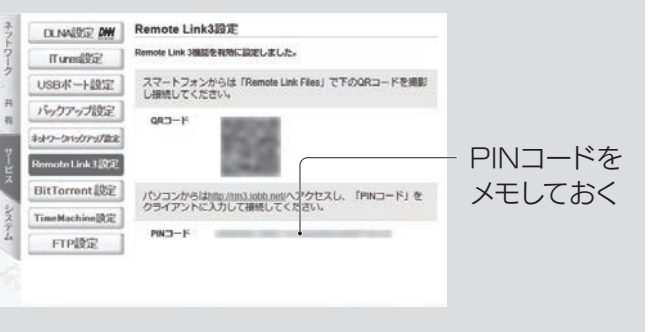 ネットワーク
共有
サービス
システム
DLNA設定
iTunes設定
USBポート設定
バックアップ設定
ネットワークバックアップ設定
Remote Link 3設定
BitTorrent設定
TimeMachine設定
FTP設定
Remote Link3設定
Remote Link 3機能を有効に設定しました。
スマートフォンからは「Remote Link Files」で下のQRコードを撮影
し接続してください。
QRコード
パソコンからはhttp://rm3.iobb.net/へアクセスし、「PINコード」を
クライアントに入力して接続してください。
PINコード
PINコードを
メモしておく